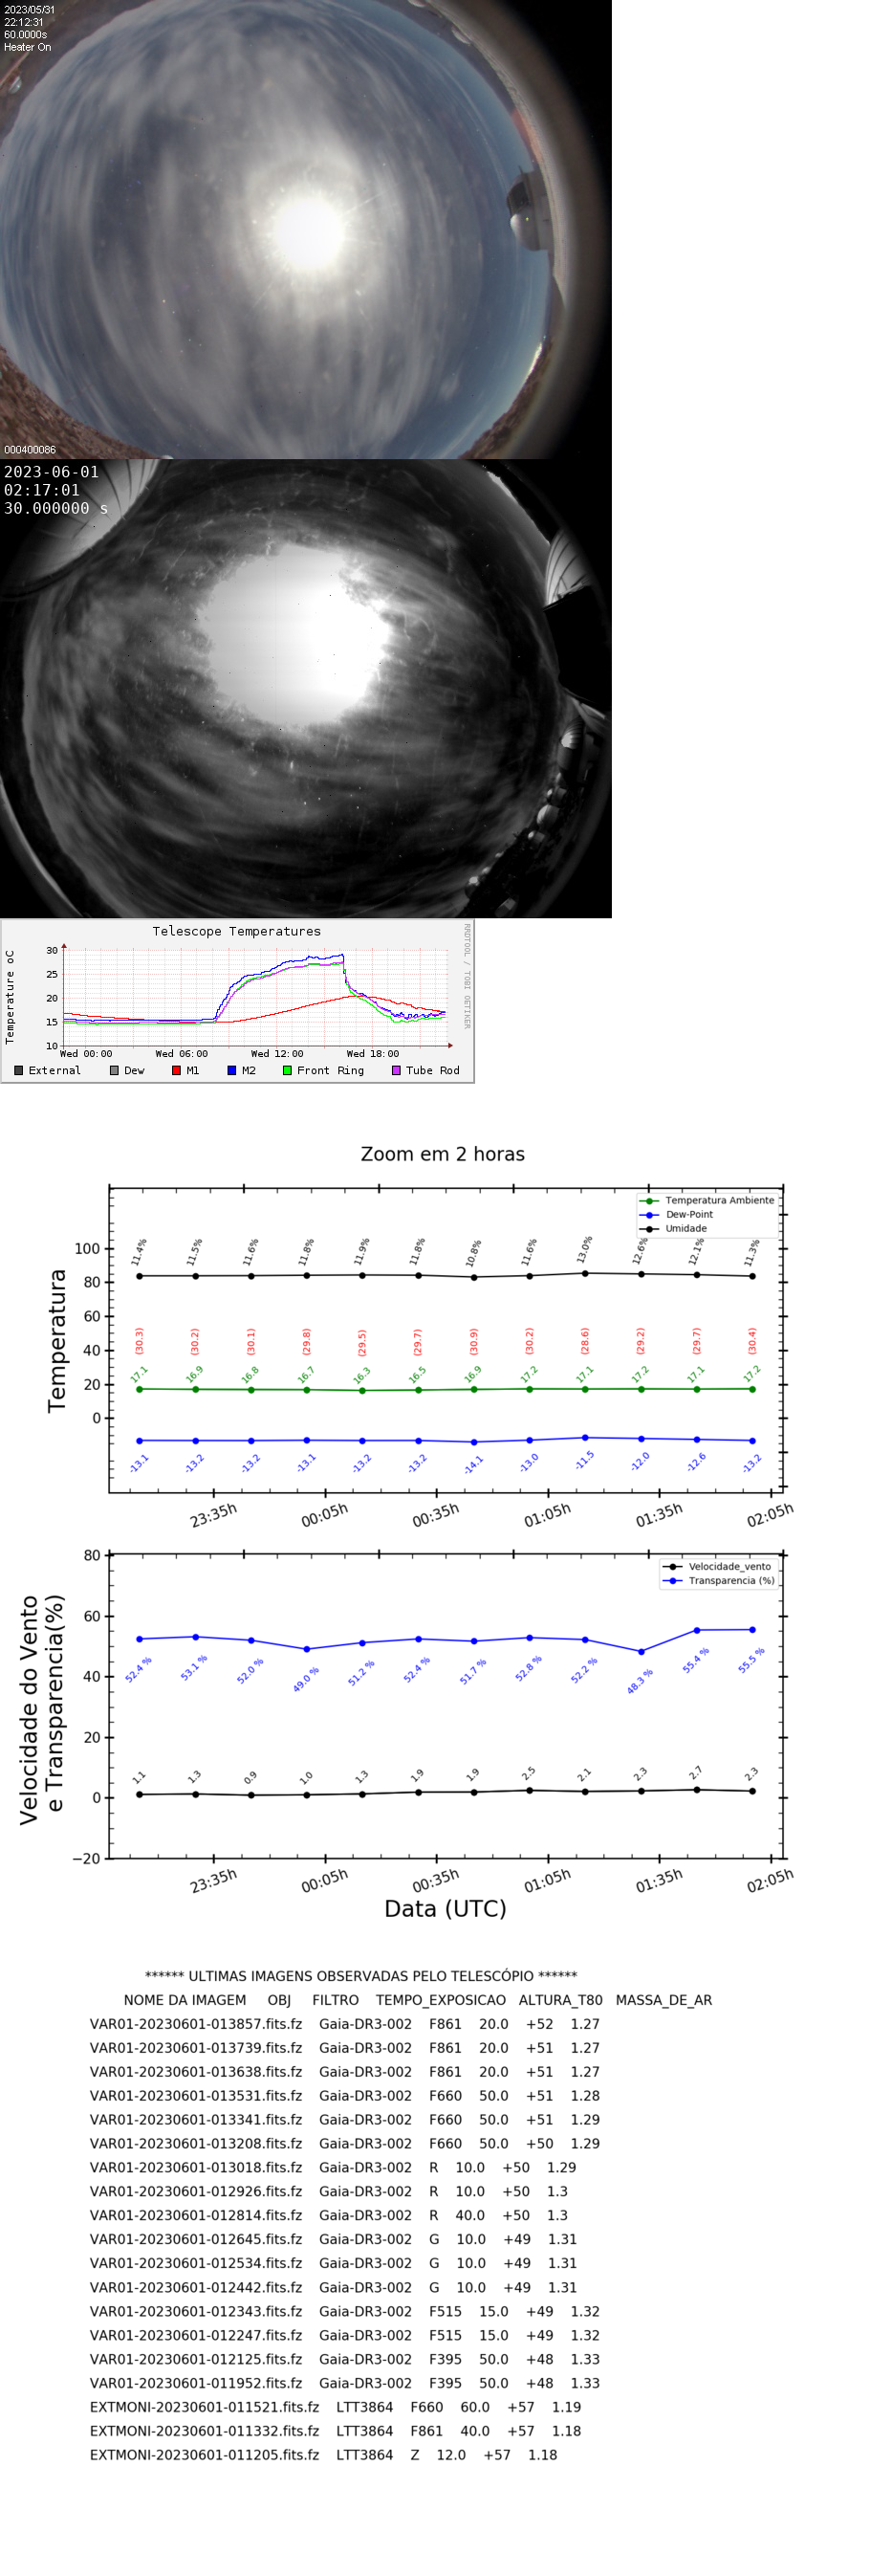 2023/05/31
22:12:31
60.0000s
Heater On
000400086
2023-06-01
02:17:01
30.000000 s
Telescope Temperatures
RRDTOOL / TOBI OETIKER
Temperature oC
30
25
20
15
10
Wed 00:00 Wed 06:00 Wed 12:00 Wed 18:00
External Dew M1 M2 Front Ring Tube Rod
Zoom em 2 horas
Temperatura Ambiente
Dew-Point
Umidade
Temperatura
100
80
60
40
20
0
11.4% 11.5% 11.6% 11.8% 11.9% 11.8% 10.8% 11.6% 13.0% 12.6% 12.1% 11.3%
(30.3) (30.2) (30.1) (29.8) (29.5) (29.7) (30.9) (30.2) (28.6) (29.2) (29.7) (30.4)
17.1 16.9 16.8 16.7 16.3 16.5 16.9 17.2 17.1 17.2 17.1 17.2
-13.1 -13.2 -13.2 -13.1 -13.2 -13.2 -14.1 -13.0 -11.5 -12.0 -12.6 -13.2
23:35h 00:05h 00:35h 01:05h 01:35h 02:05h
Velocidade_vento
Transparencia (%)
Velocidade do Vento
e Transparencia(%)
80
60
40
20
0
−20
52.4 % 53.1 % 52.0 % 49.0 % 51.2 % 52.4 % 51.7 % 52.8 % 52.2 % 48.3 % 55.4 % 55.5 %
1.1 1.3 0.9 1.0 1.3 1.9 1.9 2.5 2.1 2.3 2.7 2.3
23:35h 00:05h 00:35h 01:05h 01:35h 02:05h
Data (UTC)
****** ULTIMAS IMAGENS OBSERVADAS PELO TELESCÓPIO ******
NOME DA IMAGEM OBJ FILTRO TEMPO_EXPOSICAO ALTURA_T80 MASSA_DE_AR
VAR01-20230601-013857.fits.fz Gaia-DR3-002 F861 20.0 +52 1.27
VAR01-20230601-013739.fits.fz Gaia-DR3-002 F861 20.0 +51 1.27
VAR01-20230601-013638.fits.fz Gaia-DR3-002 F861 20.0 +51 1.27
VAR01-20230601-013531.fits.fz Gaia-DR3-002 F660 50.0 +51 1.28
VAR01-20230601-013341.fits.fz Gaia-DR3-002 F660 50.0 +51 1.29
VAR01-20230601-013208.fits.fz Gaia-DR3-002 F660 50.0 +50 1.29
VAR01-20230601-013018.fits.fz Gaia-DR3-002 R 10.0 +50 1.29
VAR01-20230601-012926.fits.fz Gaia-DR3-002 R 10.0 +50 1.3
VAR01-20230601-012814.fits.fz Gaia-DR3-002 R 40.0 +50 1.3
VAR01-20230601-012645.fits.fz Gaia-DR3-002 G 10.0 +49 1.31
VAR01-20230601-012534.fits.fz Gaia-DR3-002 G 10.0 +49 1.31
VAR01-20230601-012442.fits.fz Gaia-DR3-002 G 10.0 +49 1.31
VAR01-20230601-012343.fits.fz Gaia-DR3-002 F515 15.0 +49 1.32
VAR01-20230601-012247.fits.fz Gaia-DR3-002 F515 15.0 +49 1.32
VAR01-20230601-012125.fits.fz Gaia-DR3-002 F395 50.0 +48 1.33
VAR01-20230601-011952.fits.fz Gaia-DR3-002 F395 50.0 +48 1.33
EXTMONI-20230601-011521.fits.fz LTT3864 F660 60.0 +57 1.19
EXTMONI-20230601-011332.fits.fz LTT3864 F861 40.0 +57 1.18
EXTMONI-20230601-011205.fits.fz LTT3864 Z 12.0 +57 1.18